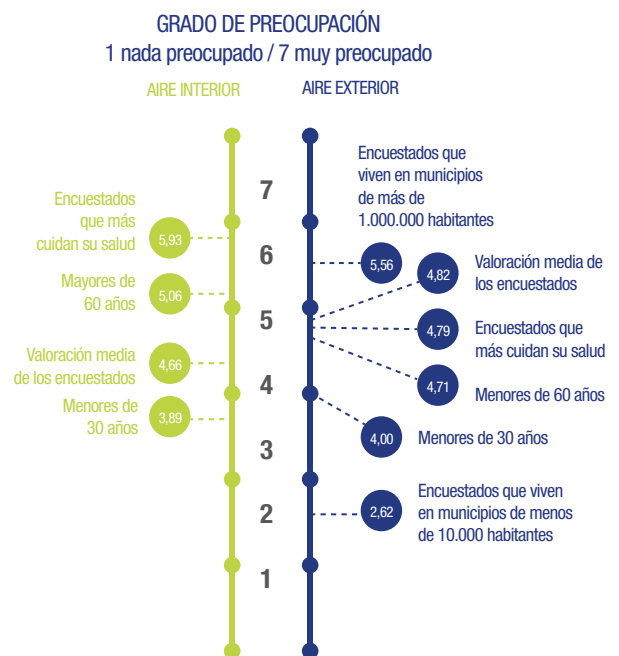 GRADO DE PREOCUPACIÓN
1 nada preocupado / 7 muy preocupado
AIRE INTERIOR
AIRE EXTERIOR
7
6
5
4
3
2
1
Encuestados
que más
cuidan su salud
5,93
Mayores de
60 años
5,06
Valoración media
de los encuestados
4,66
Menores de
30 años
3,89
Encuestados que
viven en municipios
de más de
1.000.000 habitantes
5,56
4,82
Valoración media de
los encuestados
4,79
Encuestados que
más cuidan su salud
4,71
Menores de 60 años
4,00
Menores de 30 años
2,62
Encuestados que viven
en municipios de menos
de 10.000 habitantes